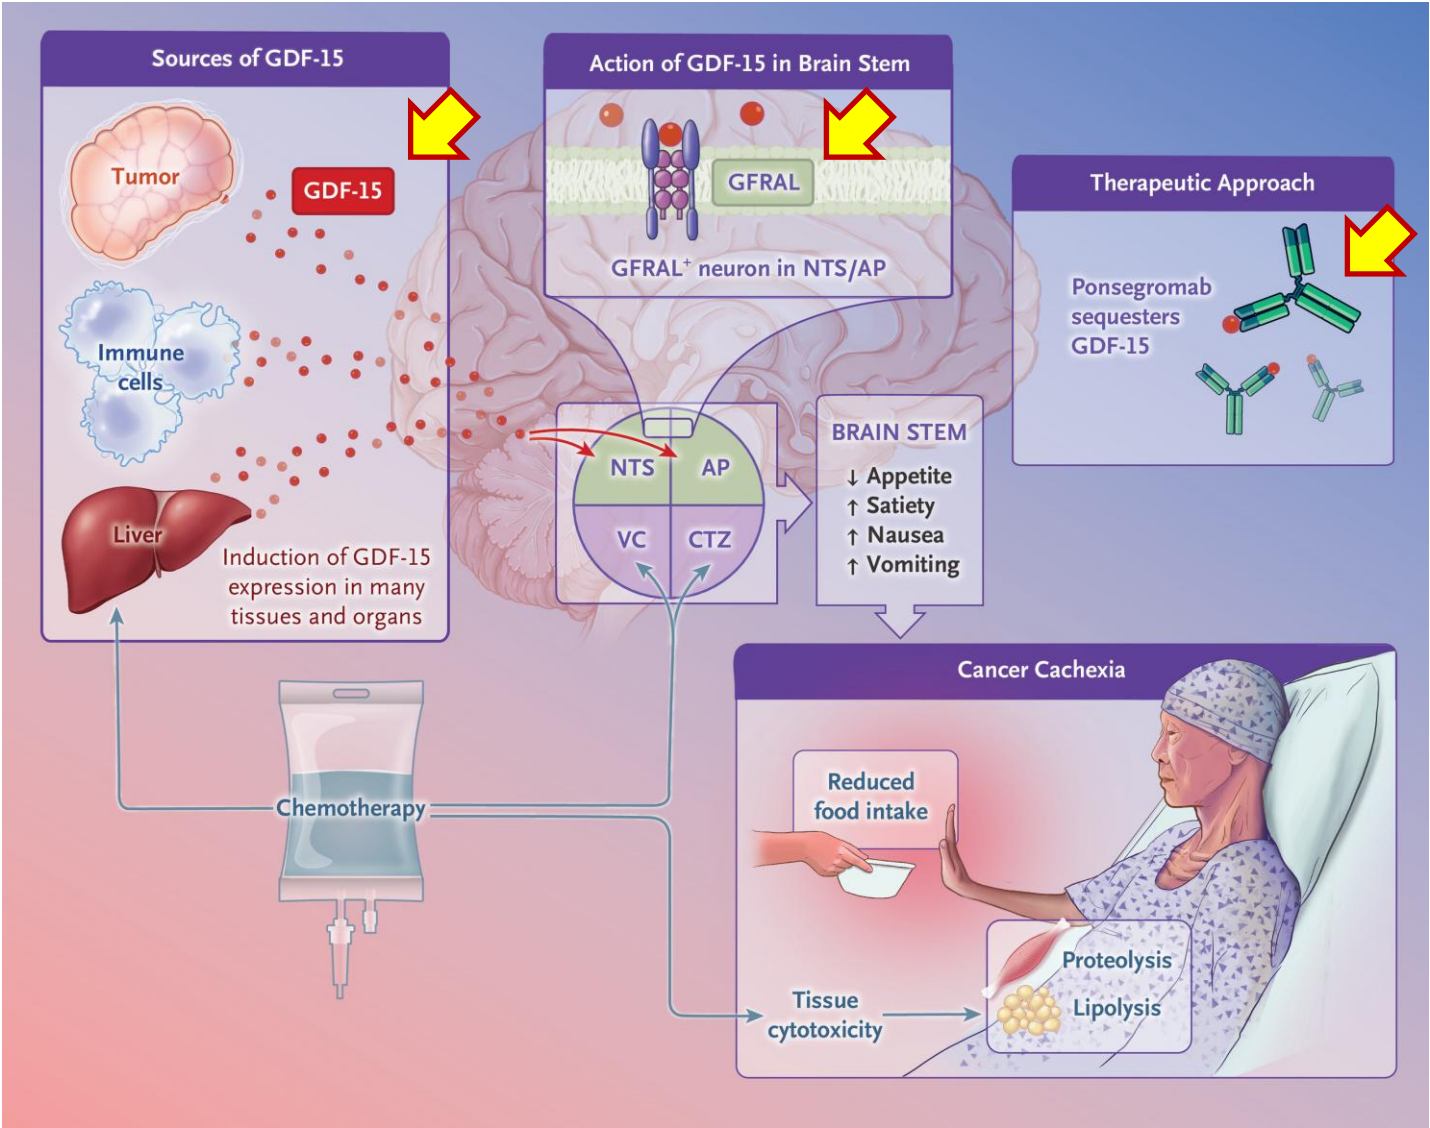 Sources of GDF-15
Tumor
GDF-15
Immune
cells
Liver
Induction of GDF-15
expression in many
tissues and organs
Action of GDF-15 in Brain Stem
GFRAL
GFRAL⁺ neuron in NTS/AP
Therapeutic Approach
Ponsegromab
sequesters
GDF-15
NTS
AP
VC
CTZ
BRAIN STEM
↓ Appetite
↑ Satiety
↑ Nausea
↑ Vomiting
Chemotherapy
Cancer Cachexia
Reduced
food intake
Tissue
cytotoxicity
Proteolysis
Lipolysis